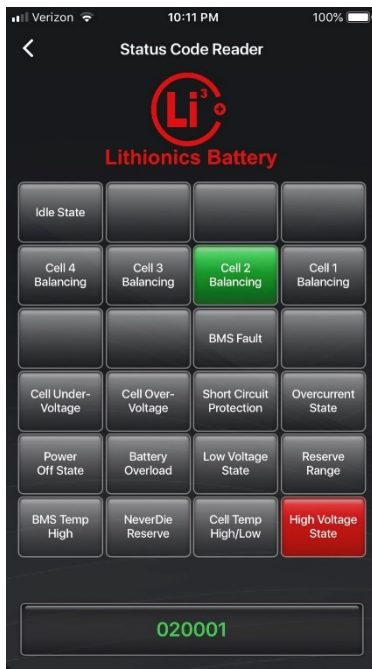 Verizon 10:11 PM 100%
Status Code Reader
Li3+
Lithionics Battery
Idle State
Cell 4 Balancing
Cell 3 Balancing
Cell 2 Balancing
Cell 1 Balancing
BMS Fault
Cell Under-Voltage
Cell Over-Voltage
Short Circuit Protection
Overcurrent State
Power Off State
Battery Overload
Low Voltage State
Reserve Range
BMS Temp High
NeverDie Reserve
Cell Temp High/Low
High Voltage State
020001